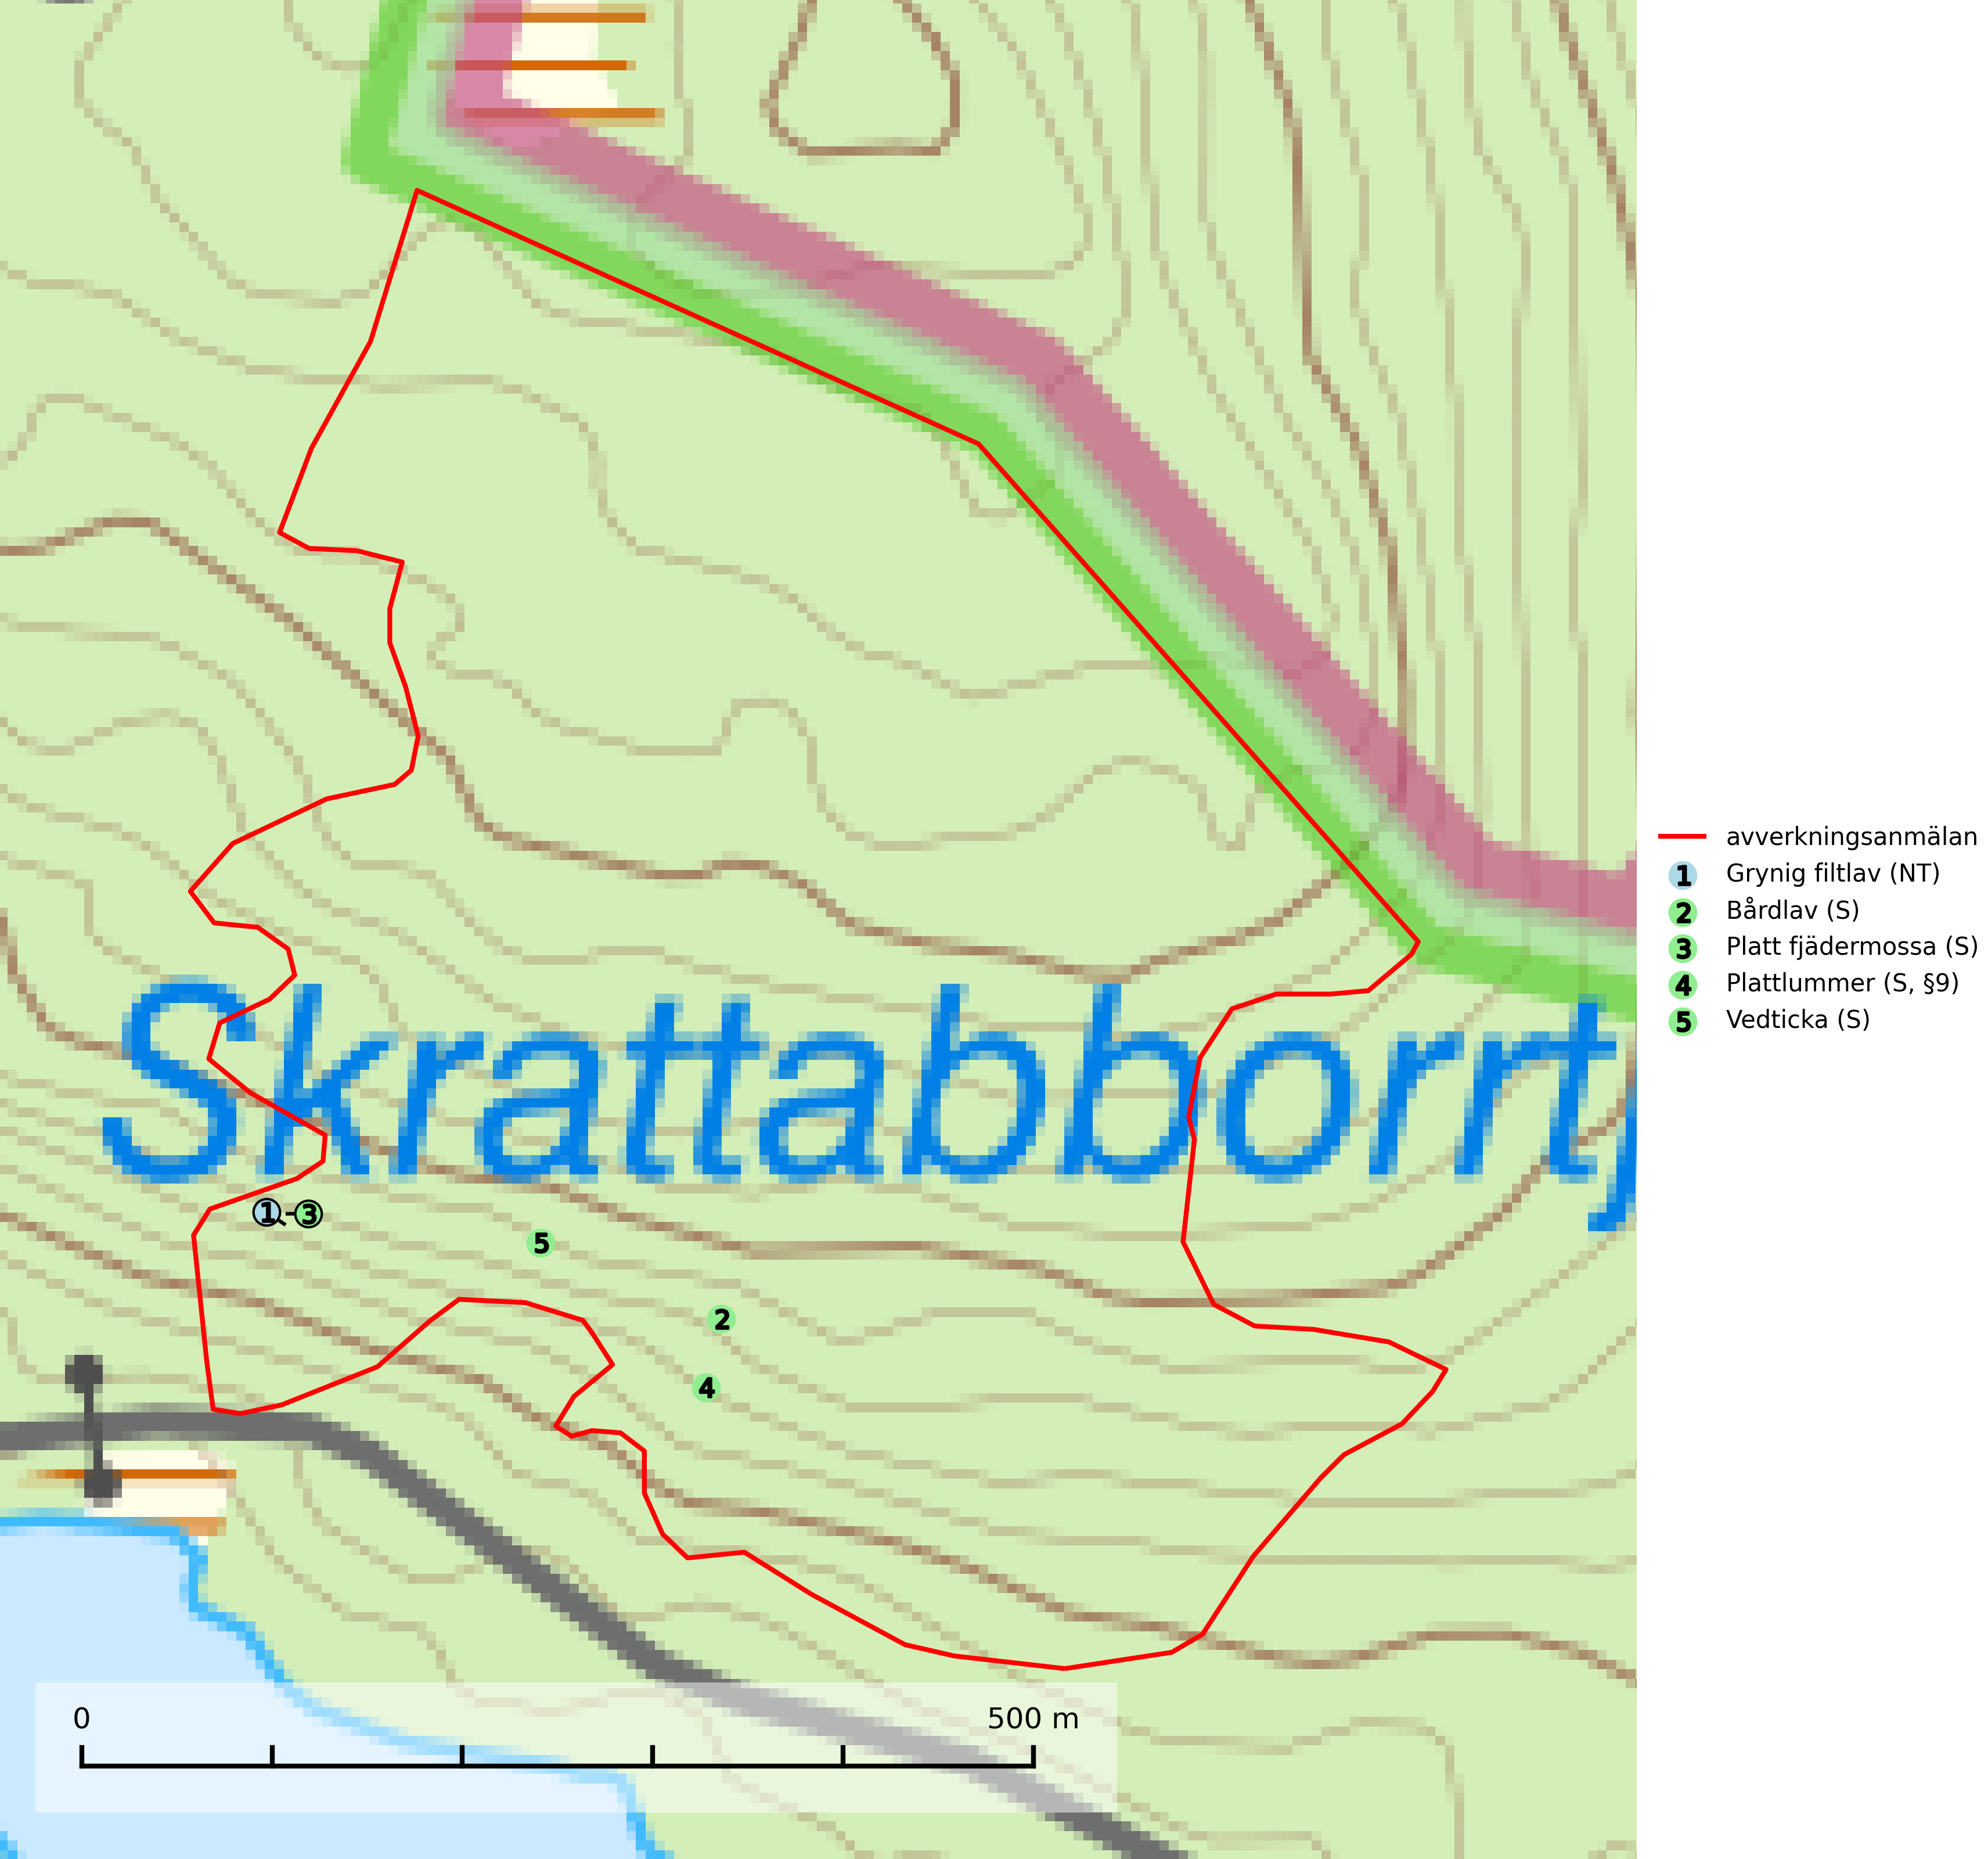 Skrattabborrtj
1
3
5
2
4
0 500 m
avverkningsanmälan
1 Grynig filtlav (NT)
2 Bårdlav (S)
3 Platt fjädermossa (S)
4 Plattlummer (S, §9)
5 Vedticka (S)